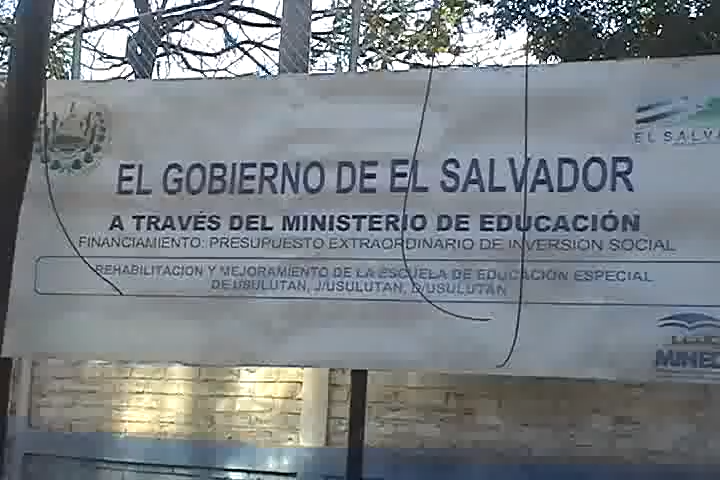 EL SALVA
EL GOBIERNO DE EL SALVADOR
A TRAVÉS DEL MINISTERIO DE EDUCACIÓN
FINANCIAMIENTO: PRESUPUESTO EXTRAORDINARIO DE INVERSION SOCIAL
REHABILITACION Y MEJORAMIENTO DE LA ESCUELA DE EDUCACIÓN ESPECIAL
DE USULUTAN, J/USULUTAN, D/USULUTAN
MINED